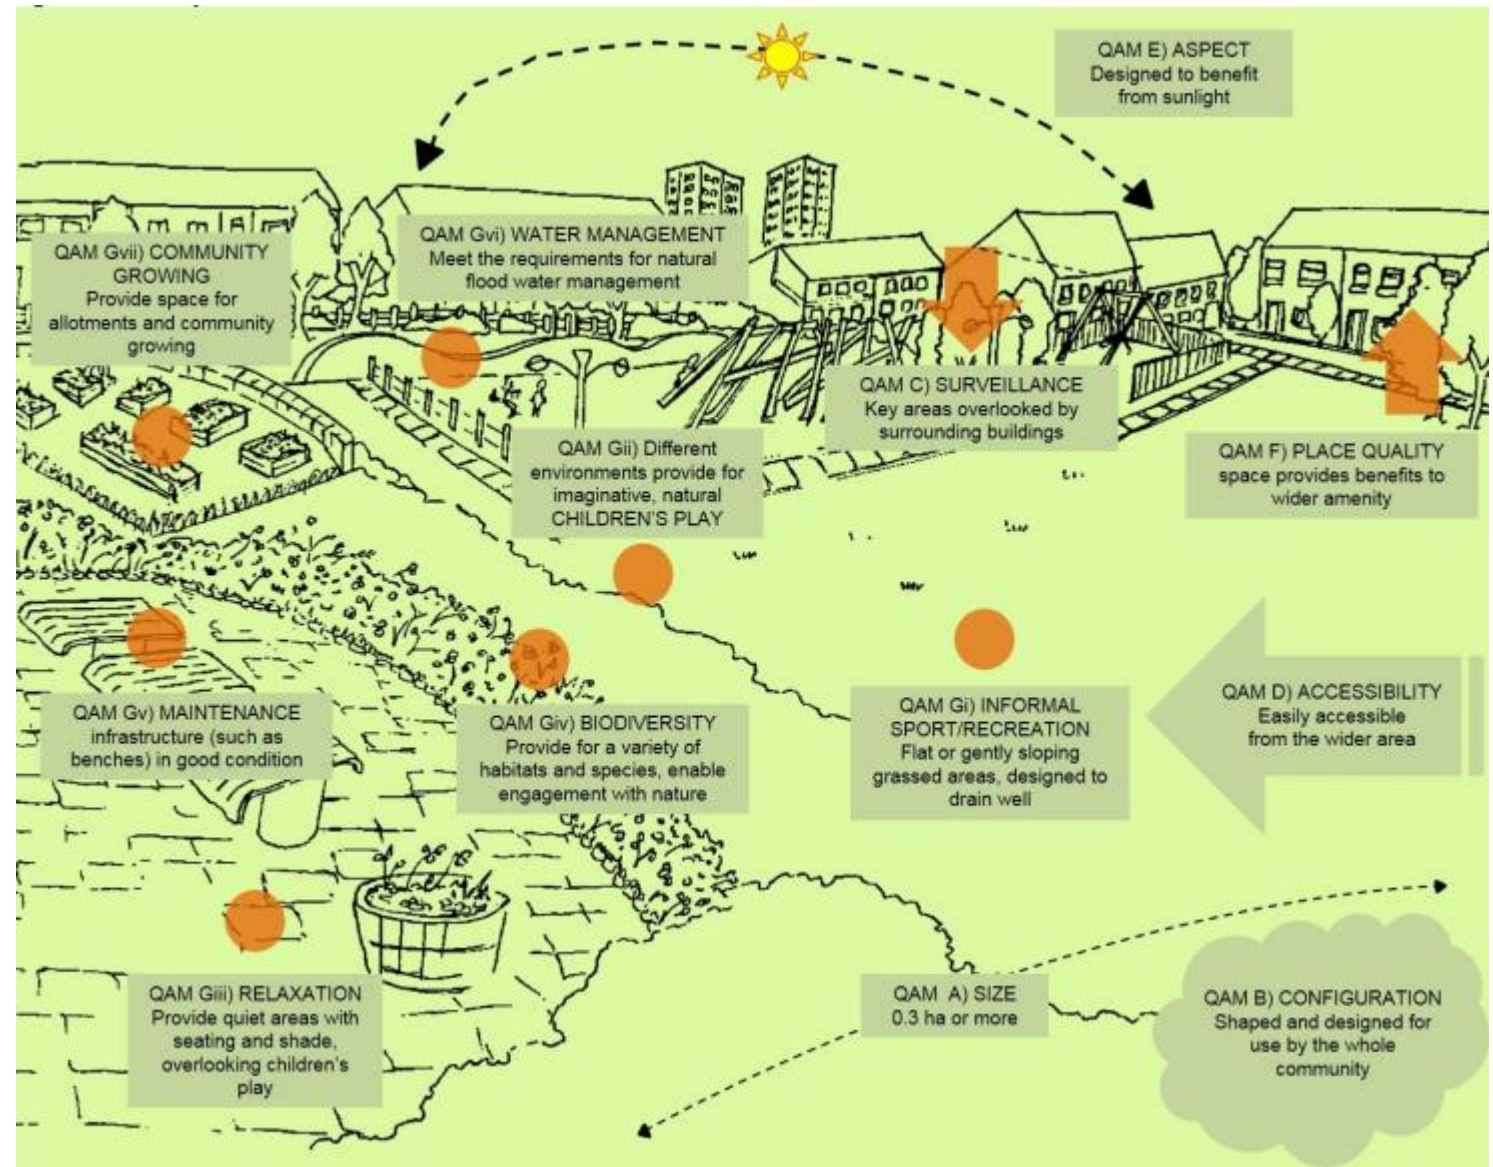 QAM E) ASPECT
Designed to benefit
from sunlight
QAM Gvii) COMMUNITY
GROWING
Provide space for
allotments and community
growing
QAM Gvi) WATER MANAGEMENT
Meet the requirements for natural
flood water management
QAM C) SURVEILLANCE
Key areas overlooked by
surrounding buildings
QAM F) PLACE QUALITY
space provides benefits to
wider amenity
QAM Gii) Different
environments provide for
imaginative, natural
CHILDREN'S PLAY
QAM Gv) MAINTENANCE
infrastructure (such as
benches) in good condition
QAM Giv) BIODIVERSITY
Provide for a variety of
habitats and species, enable
engagement with nature
QAM Gi) INFORMAL
SPORT/RECREATION
Flat or gently sloping
grassed areas, designed to
drain well
QAM D) ACCESSIBILITY
Easily accessible
from the wider area
QAM Giii) RELAXATION
Provide quiet areas with
seating and shade,
overlooking children's
play
QAM A) SIZE
0.3 ha or more
QAM B) CONFIGURATION
Shaped and designed for
use by the whole
community